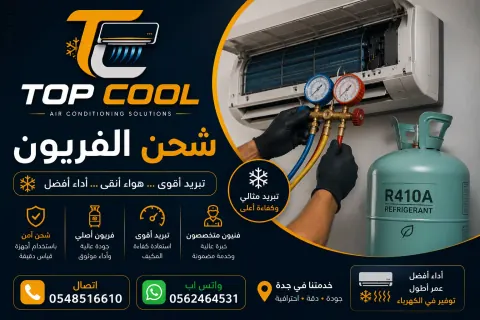 TOP COOL
AIR CONDITIONING SOLUTIONS
شحن الفريون
تبريد أقوى ... هواء أنقى ... أداء أفضل
تبريد مثالي
وكفاءة أعلى
R410A
REFRIGERANT
فنيون متخصصون
خبرة عالية
وخدمة مضمونة
تبريد أقوى
استعادة كفاءة
المكيف
فريون أصلي
جودة عالية
وأداء موثوق
شحن آمن
باستخدام أجهزة
قياس دقيقة
أداء أفضل
عمر أطول
توفير في الكهرباء
خدمتنا في جدة
جودة • دقة • احترافية
واتس اب
0562464531
اتصال
0548516610